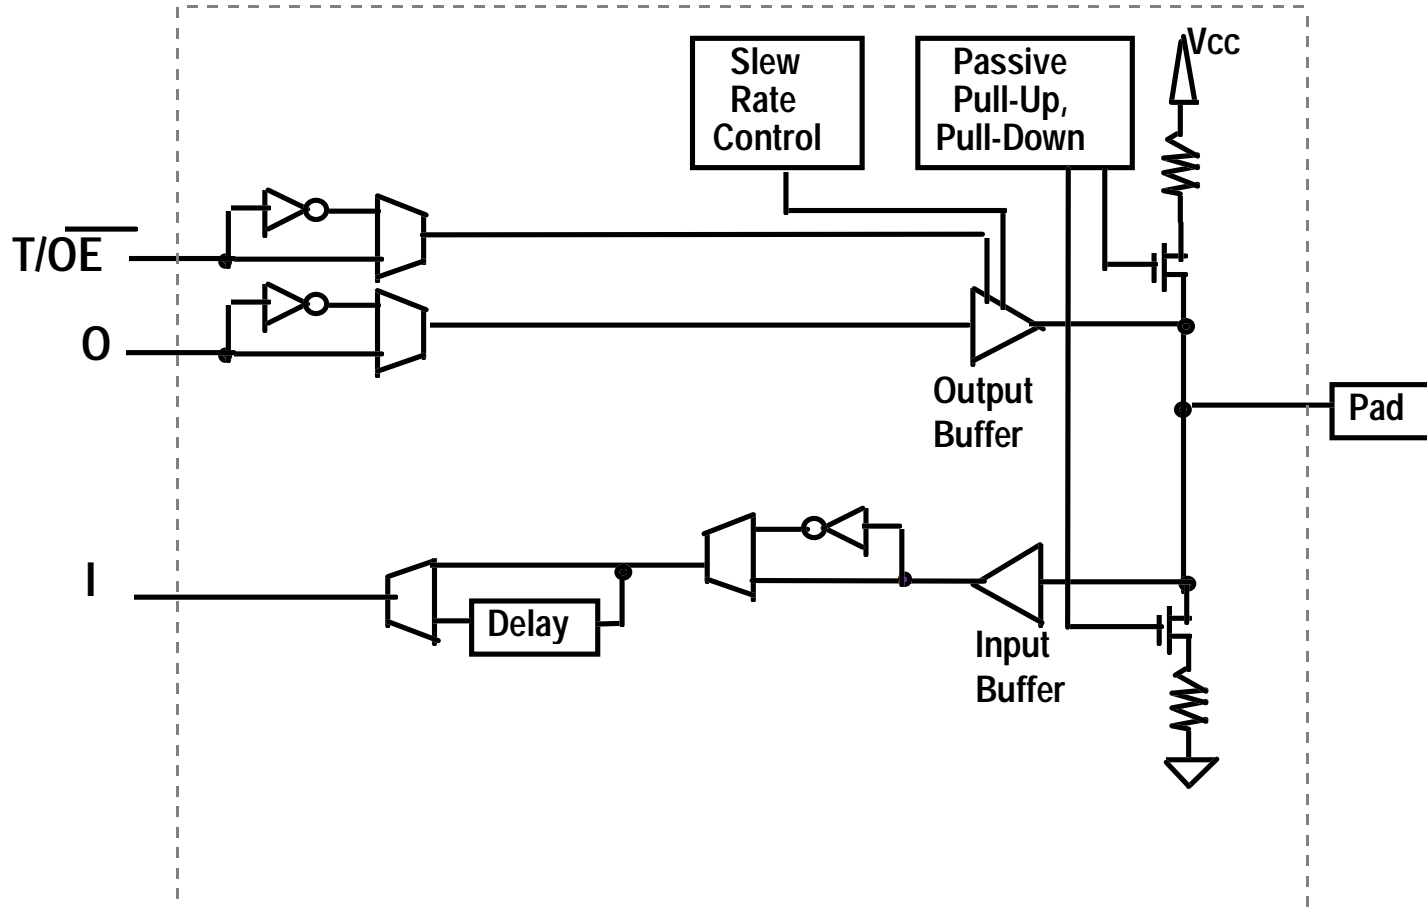 Slew
Rate
Control
Passive
Pull-Up,
Pull-Down
VCC
T/OE
O
Output
Buffer
Pad
I
Delay
Input
Buffer